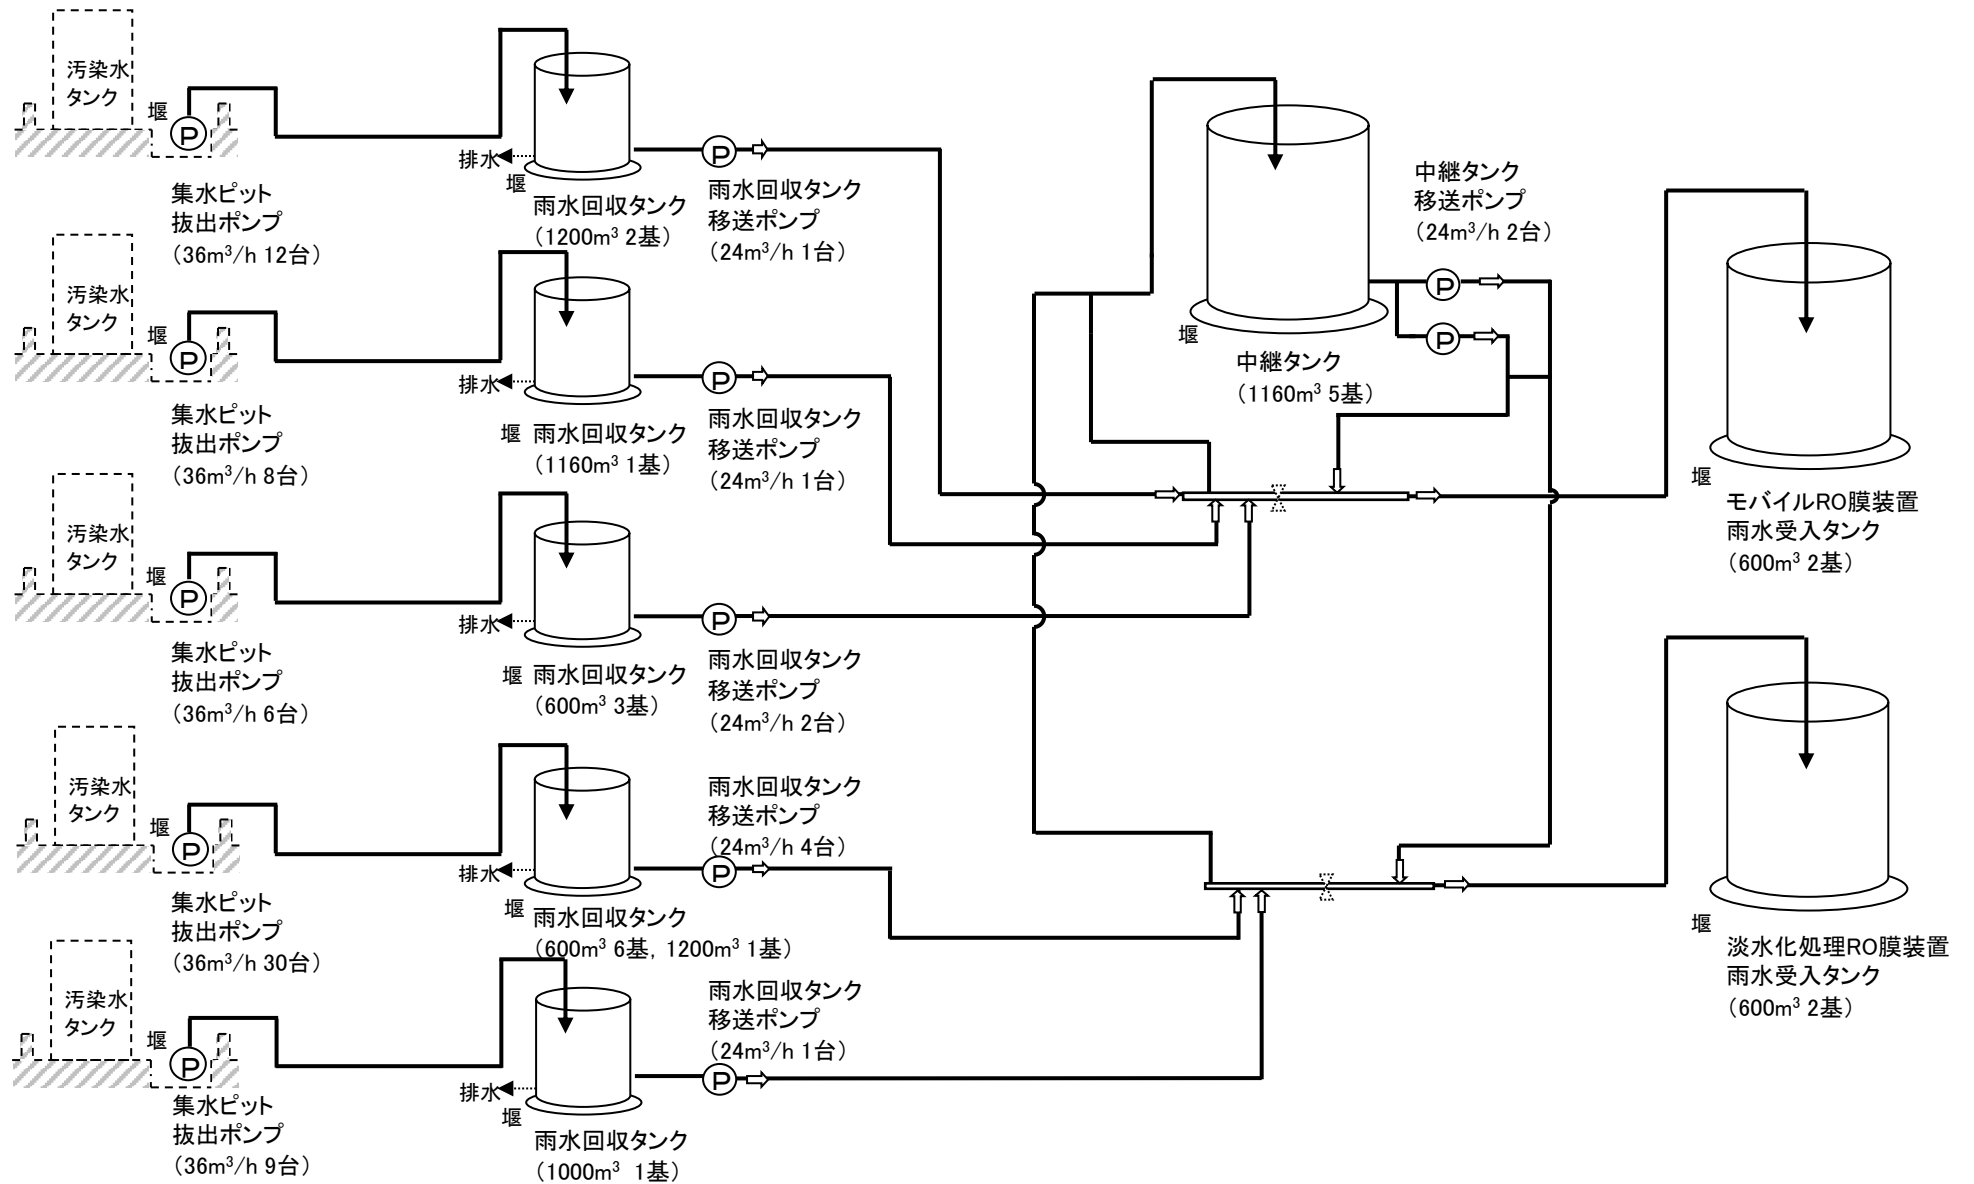 汚染水
タンク
堰
P
集水ピット
抜出ポンプ
（36m³/h 12台）
排水
堰
雨水回収タンク
（1200m³ 2基）
P
雨水回収タンク
移送ポンプ
（24m³/h 1台）
汚染水
タンク
堰
P
集水ピット
抜出ポンプ
（36m³/h 8台）
排水
堰
雨水回収タンク
（1160m³ 1基）
P
雨水回収タンク
移送ポンプ
（24m³/h 1台）
汚染水
タンク
堰
P
集水ピット
抜出ポンプ
（36m³/h 6台）
排水
堰
雨水回収タンク
（600m³ 3基）
P
雨水回収タンク
移送ポンプ
（24m³/h 2台）
汚染水
タンク
堰
P
集水ピット
抜出ポンプ
（36m³/h 30台）
排水
堰
雨水回収タンク
（600m³ 6基，1200m³ 1基）
雨水回収タンク
移送ポンプ
（24m³/h 4台）
P
汚染水
タンク
堰
P
集水ピット
抜出ポンプ
（36m³/h 9台）
排水
堰
雨水回収タンク
（1000m³ 1基）
雨水回収タンク
移送ポンプ
（24m³/h 1台）
P
堰
中継タンク
（1160m³ 5基）
中継タンク
移送ポンプ
（24m³/h 2台）
P
P
堰
モバイルRO膜装置
雨水受入タンク
（600m³ 2基）
堰
淡水化処理RO膜装置
雨水受入タンク
（600m³ 2基）